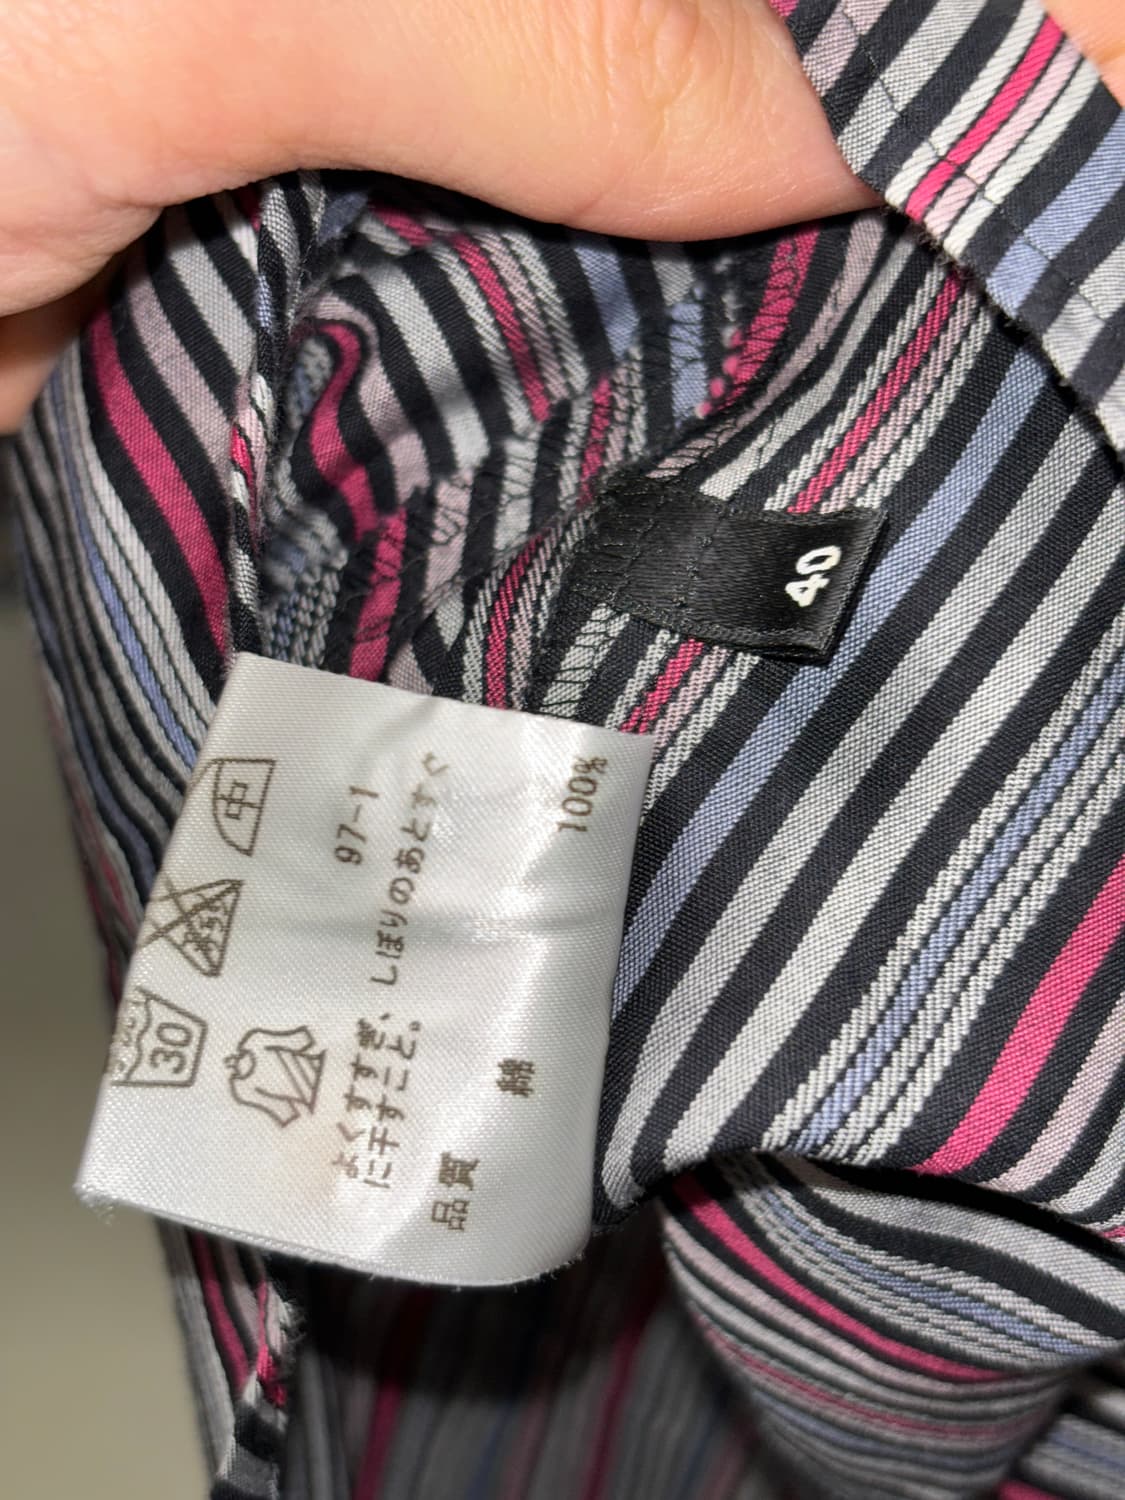 40
品質 綿 100%
よくすすぎ、しぼりのあとすぐ
に干すこと。
97-1
30
中